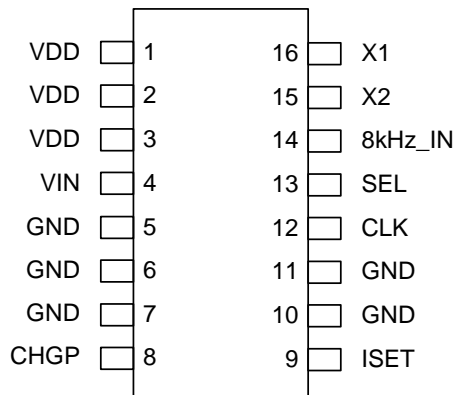 VDD 1 16 X1
VDD 2 15 X2
VDD 3 14 8kHz_IN
VIN 4 13 SEL
GND 5 12 CLK
GND 6 11 GND
GND 7 10 GND
CHGP 8 9 ISET